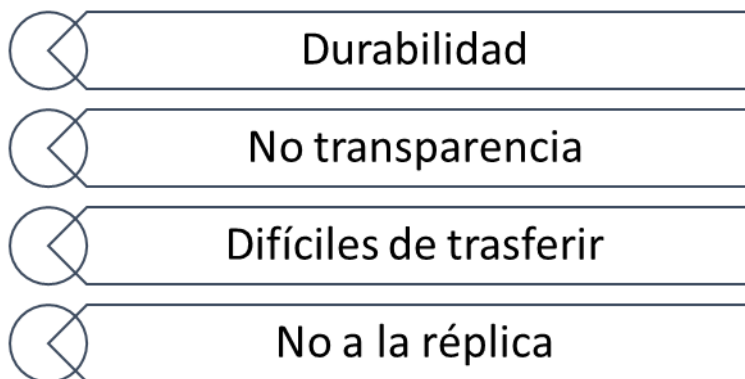 Durabilidad
No transparencia
Difíciles de trasferir
No a la réplica